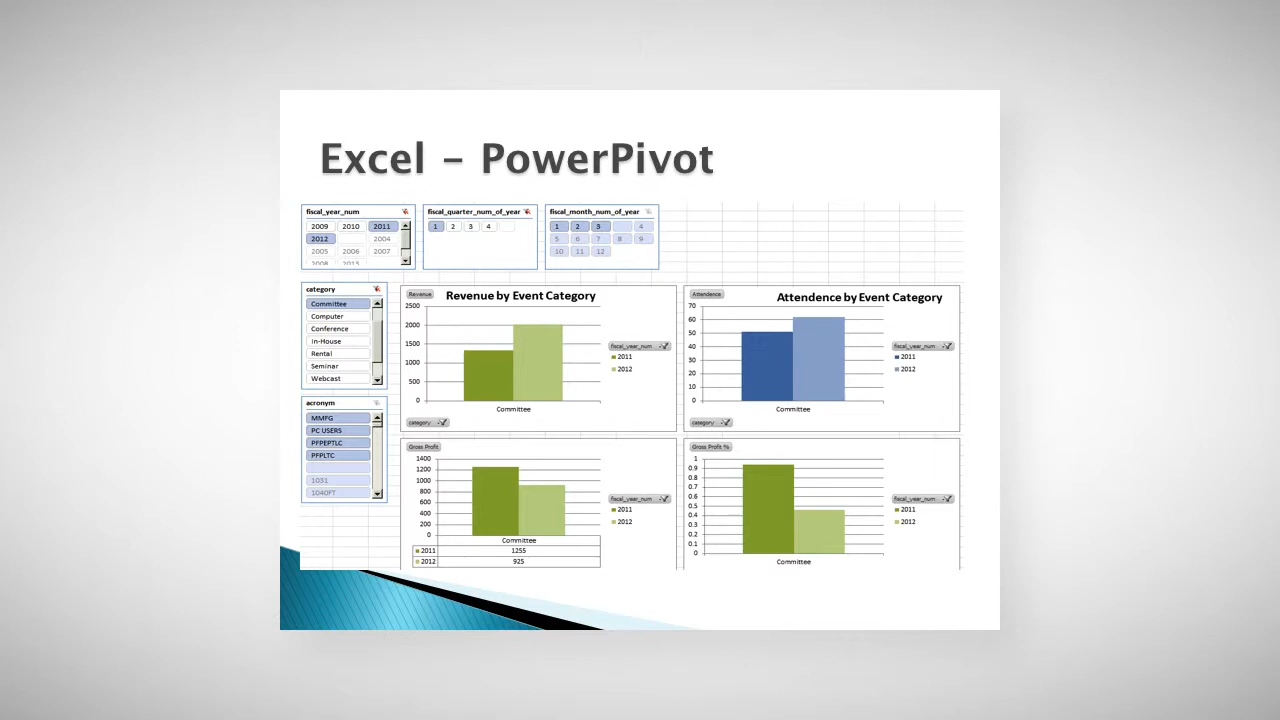 Excel – PowerPivot
fiscal_year_num
2009 2010 2011
2012 2004
2005 2006 2007
2008 2015
fiscal_quarter_num_of_year
1 2 3 4
fiscal_month_num_of_year
1 2 3 4
5 6 7 8 9
10 11 12
category
Committee
Computer
Conference
In-House
Rental
Seminar
Webcast
acronym
MMFG
PC USERS
PFPEPTLC
PFPLTC
1031
1040FT
Revenue
Revenue by Event Category
2500
2000
1500
1000
500
0
Committee
fiscal_year_num
2011
2012
category
Attendence
Attendence by Event Category
70
60
50
40
30
20
10
0
Committee
fiscal_year_num
2011
2012
category
Gross Profit
1400
1200
1000
800
600
400
200
0
Committee
2011 1255
2012 925
fiscal_year_num
2011
2012
Gross Profit %
1
0.9
0.8
0.7
0.6
0.5
0.4
0.3
0.2
0.1
0
Committee
fiscal_year_num
2011
2012